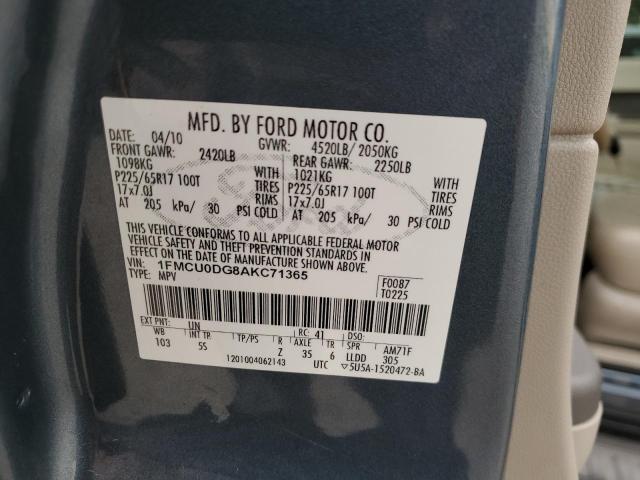 MFD. BY FORD MOTOR CO.
DATE: 04/10 GVWR: 4520LB/ 2050KG
FRONT GAWR: 2420LB REAR GAWR: 2250LB
1098KG WITH 1021KG WITH
P225/65R17 100T TIRES P225/65R17 100T TIRES
17x7.0J RIMS 17x7.0J RIMS
AT 205 kPa/ 30 PSI COLD AT 205 kPa/ 30 PSI COLD
THIS VEHICLE CONFORMS TO ALL APPLICABLE FEDERAL MOTOR
VEHICLE SAFETY AND THEFT PREVENTION STANDARDS IN
EFFECT ON THE DATE OF MANUFACTURE SHOWN ABOVE.
VIN: 1FMCU0DG8AKC71365 F0087
TYPE: MPV T0225
UN RC: 41 DSO:
WB INT TP TP/PS R AXLE TR SPR AM71F
103 5S Z 35 6 LLDD 305
1201004062143 UTC ▽5U5A-1520472-BA
Ford